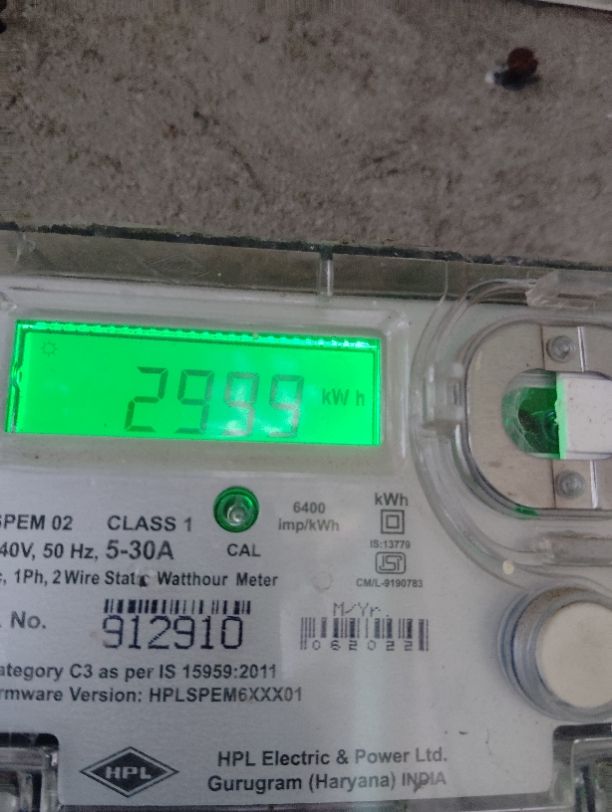 2999 kWh
SPEM 02 CLASS 1
6400
imp/kWh
kWh
40V, 50 Hz, 5-30A
CAL
IS:13779
ISI
CM/L-9190783
1Ph, 2 Wire Static Watthour Meter
No.
912910
M/Yr.
062022
ategory C3 as per IS 15959:2011
rmware Version: HPLSPEM6XXX01
HPL
HPL Electric & Power Ltd.
Gurugram (Haryana) INDIA